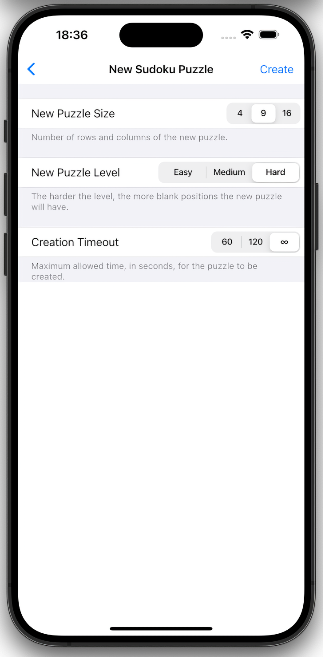 18:36
New Sudoku Puzzle
Create
New Puzzle Size
4 9 16
Number of rows and columns of the new puzzle.
New Puzzle Level
Easy Medium Hard
The harder the level, the more blank positions the new puzzle
will have.
Creation Timeout
60 120 ∞
Maximum allowed time, in seconds, for the puzzle to be
created.